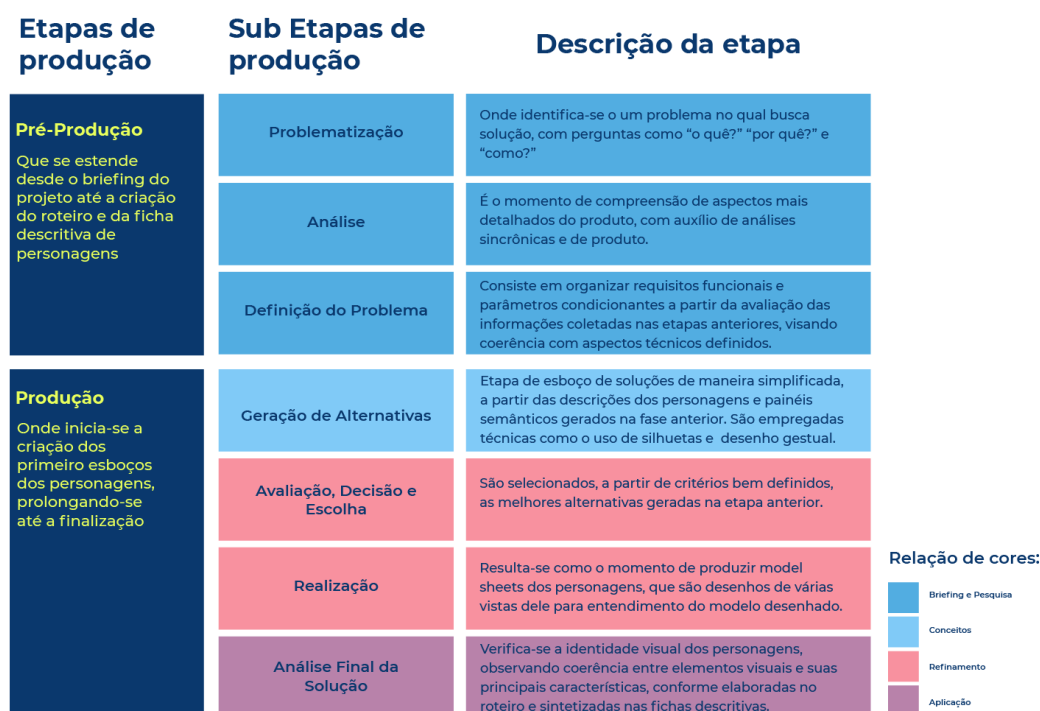 Etapas de
produção
Sub Etapas de
produção
Descrição da etapa
Pré-Produção
Que se estende
desde o briefing do
projeto até a criação
do roteiro e da ficha
descritiva de
personagens
Problematização
Onde identifica-se o um problema no qual busca
solução, com perguntas como “o quê?” “por quê?” e
“como?”
Análise
É o momento de compreensão de aspectos mais
detalhados do produto, com auxílio de análises
sincrônicas e de produto.
Definição do Problema
Consiste em organizar requisitos funcionais e
parâmetros condicionantes a partir da avaliação das
informações coletadas nas etapas anteriores, visando
coerência com aspectos técnicos definidos.
Produção
Onde inicia-se a
criação dos
primeiro esboços
dos personagens,
prolongando-se
até a finalização
Geração de Alternativas
Etapa de esboço de soluções de maneira simplificada,
a partir das descrições dos personagens e painéis
semânticos gerados na fase anterior. São empregadas
técnicas como o uso de silhuetas e desenho gestual.
Avaliação, Decisão e
Escolha
São selecionados, a partir de critérios bem definidos,
as melhores alternativas geradas na etapa anterior.
Realização
Resulta-se como o momento de produzir model
sheets dos personagens, que são desenhos de várias
vistas dele para entendimento do modelo desenhado.
Análise Final da
Solução
Verifica-se a identidade visual dos personagens,
observando coerência entre elementos visuais e suas
principais características, conforme elaboradas no
roteiro e sintetizadas nas fichas descritivas.
Relação de cores:
Briefing e Pesquisa
Conceitos
Refinamento
Aplicação